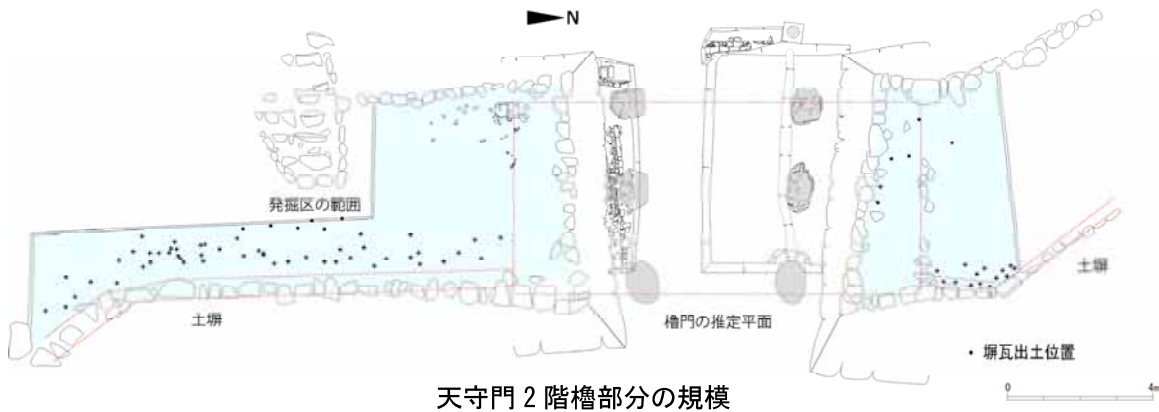 N
発掘区の範囲
土塀
櫓門の推定平面
土塀
・ 塀瓦出土位置
0 4m
天守門2階櫓部分の規模